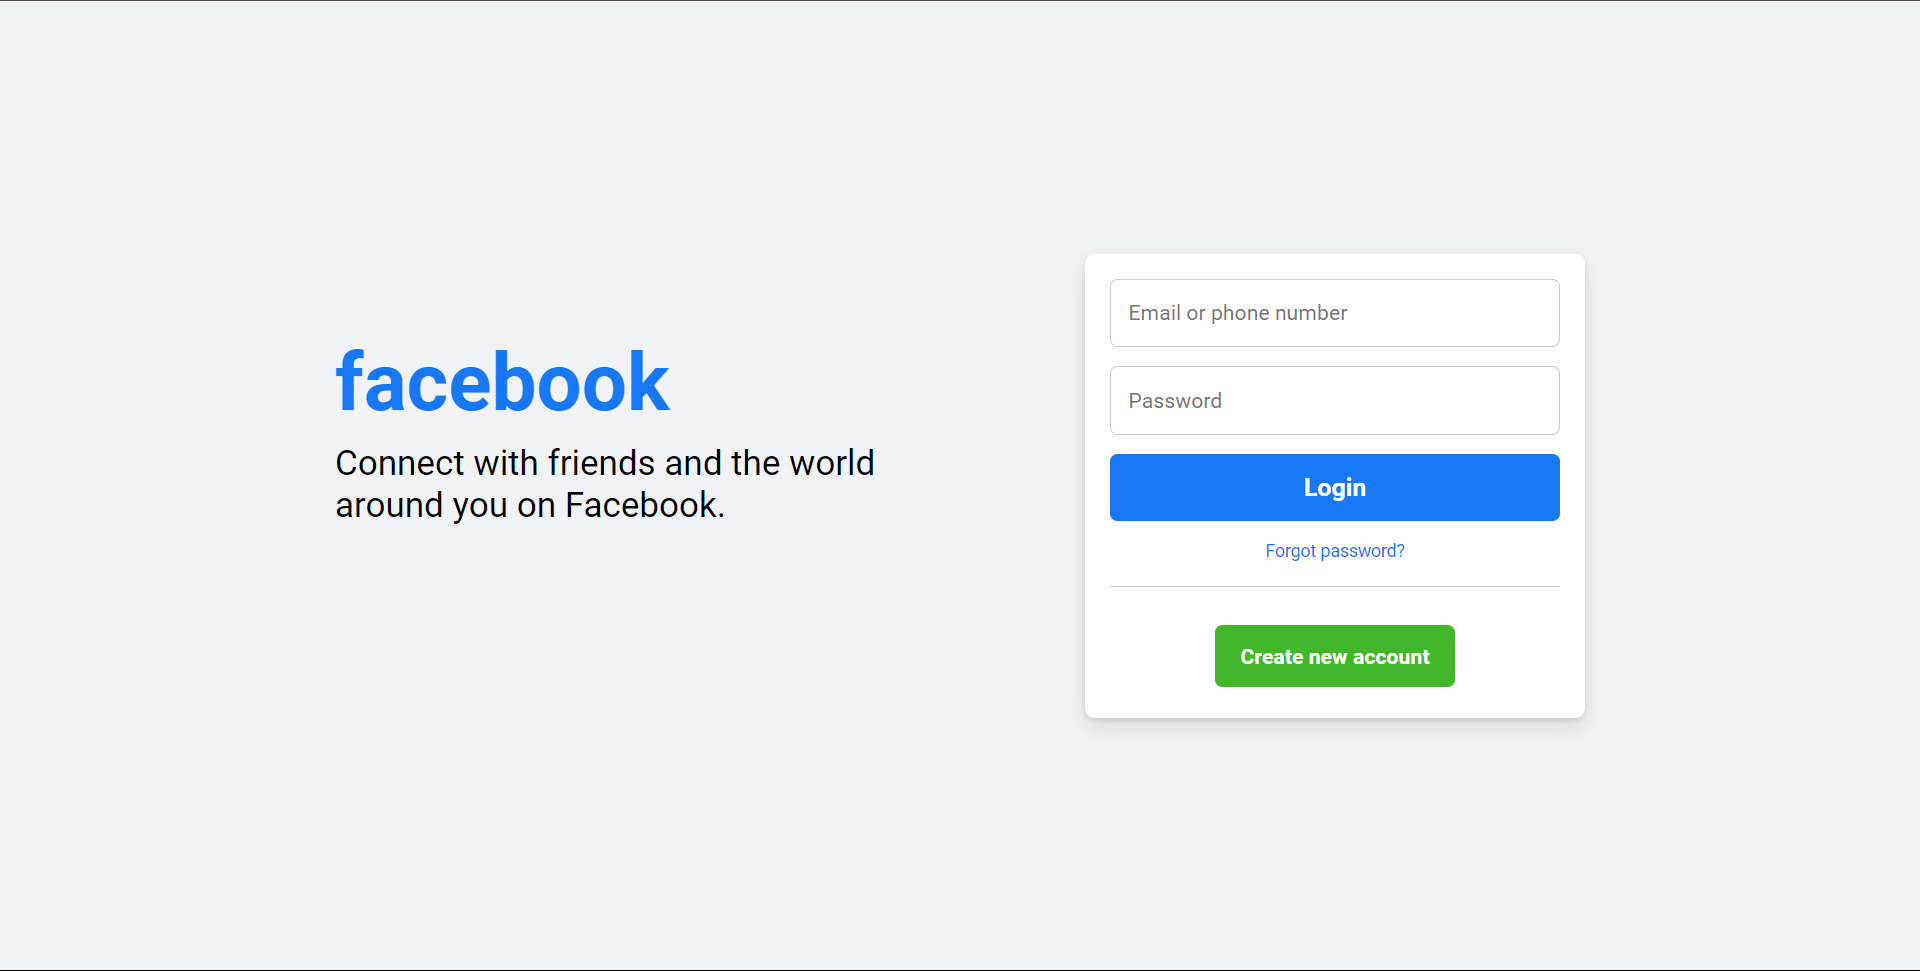 facebook
Connect with friends and the world
around you on Facebook.
Email or phone number
Password
Login
Forgot password?
Create new account